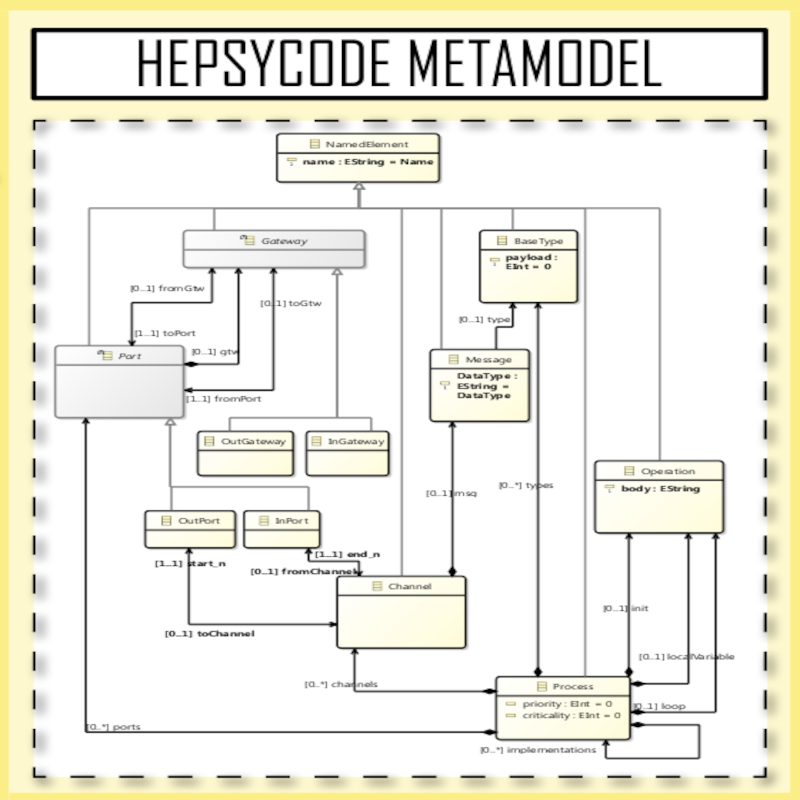 HEPSYCODE METAMODEL
NamedElement
name : EString = Name
Gateway
BaseType
payload :
EInt = 0
[0..1] fromGtw
[0..1] toGtw
[0..1] type
[1..1] toPort
Port
[0..1] gtw
Message
DataType :
EString =
DataType
[1..1] fromPort
OutGateway
InGateway
Operation
body : EString
[0..1] msg
[0..*] types
OutPort
InPort
[1..1] start_n
[1..1] end_n
[0..1] fromChannel
Channel
[0..1] init
[0..1] toChannel
[0..1] localVariable
[0..*] channels
Process
priority : EInt = 0
criticality : EInt = 0
[0..1] loop
[0..*] ports
[0..*] implementations